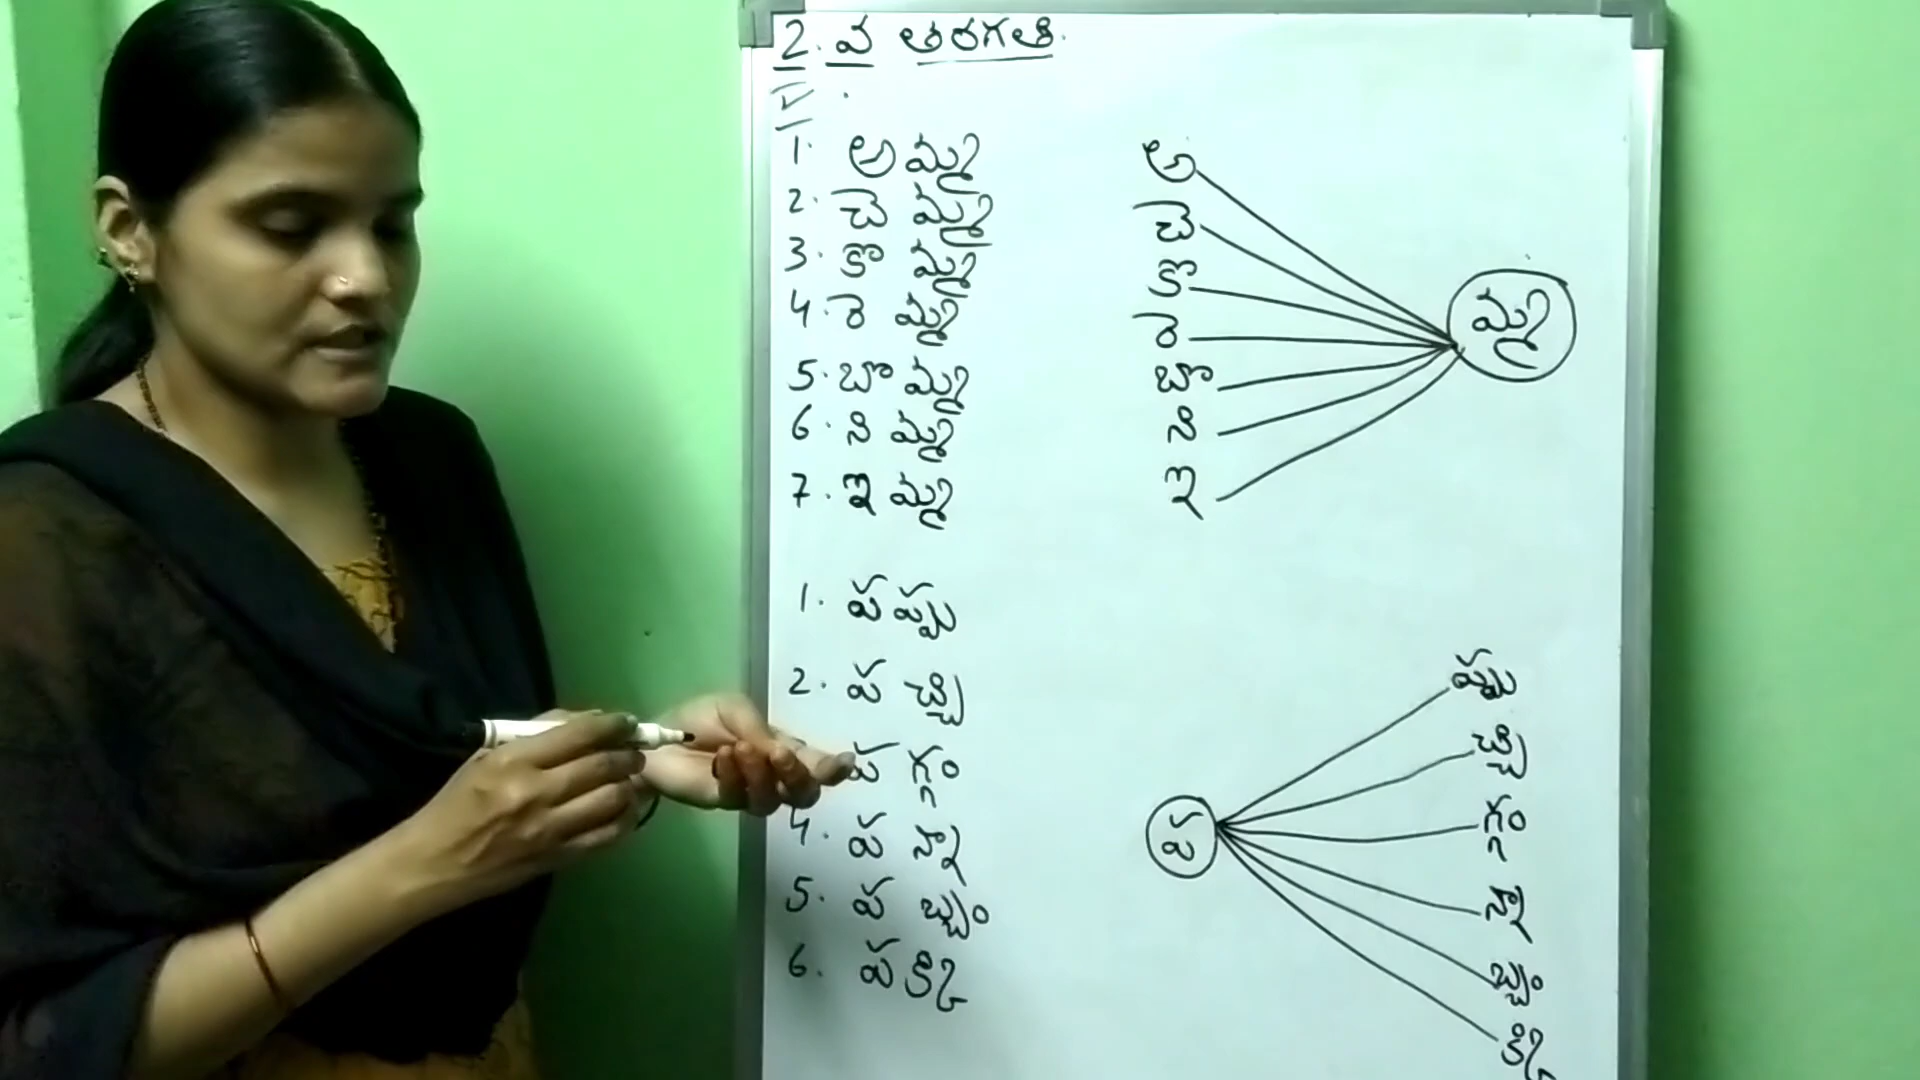 2. వ తరగతి.
V.
1. అమ్మ
2. చెమ్మ
3. కొమ్మ
4. రెమ్మ
5. బొమ్మ
6. నిమ్మ
7. ఇమ్మ
1. పప్పు
2. పచ్చి
పగ్గం
4. పన్నా
5. పబ్బం
6. పక్కి
అ
చె
కొ
రె
బొ
ని
ఇ
మ్మ
ప
ప్పు
చ్చి
గ్గం
న్నా
బ్బం
క్కి